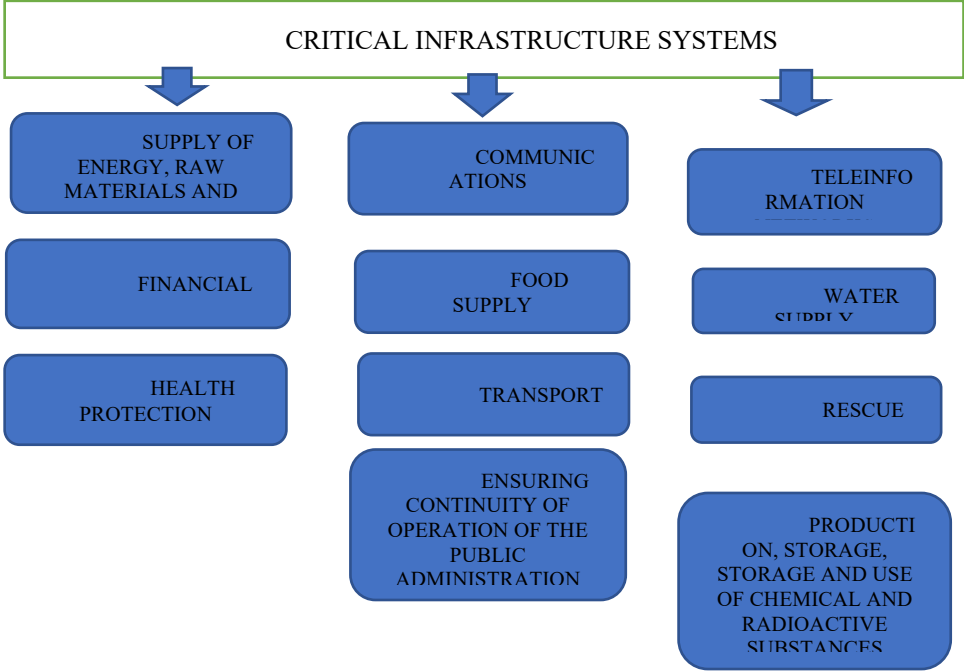 CRITICAL INFRASTRUCTURE SYSTEMS
SUPPLY OF
ENERGY, RAW
MATERIALS AND
FINANCIAL
HEALTH
PROTECTION
COMMUNIC
ATIONS
FOOD
SUPPLY
TRANSPORT
ENSURING
CONTINUITY OF
OPERATION OF THE
PUBLIC
ADMINISTRATION
TELEINFO
RMATION
WATER
SUPPLY
RESCUE
PRODUCTI
ON, STORAGE,
STORAGE AND USE
OF CHEMICAL AND
RADIOACTIVE
SUBSTANCES